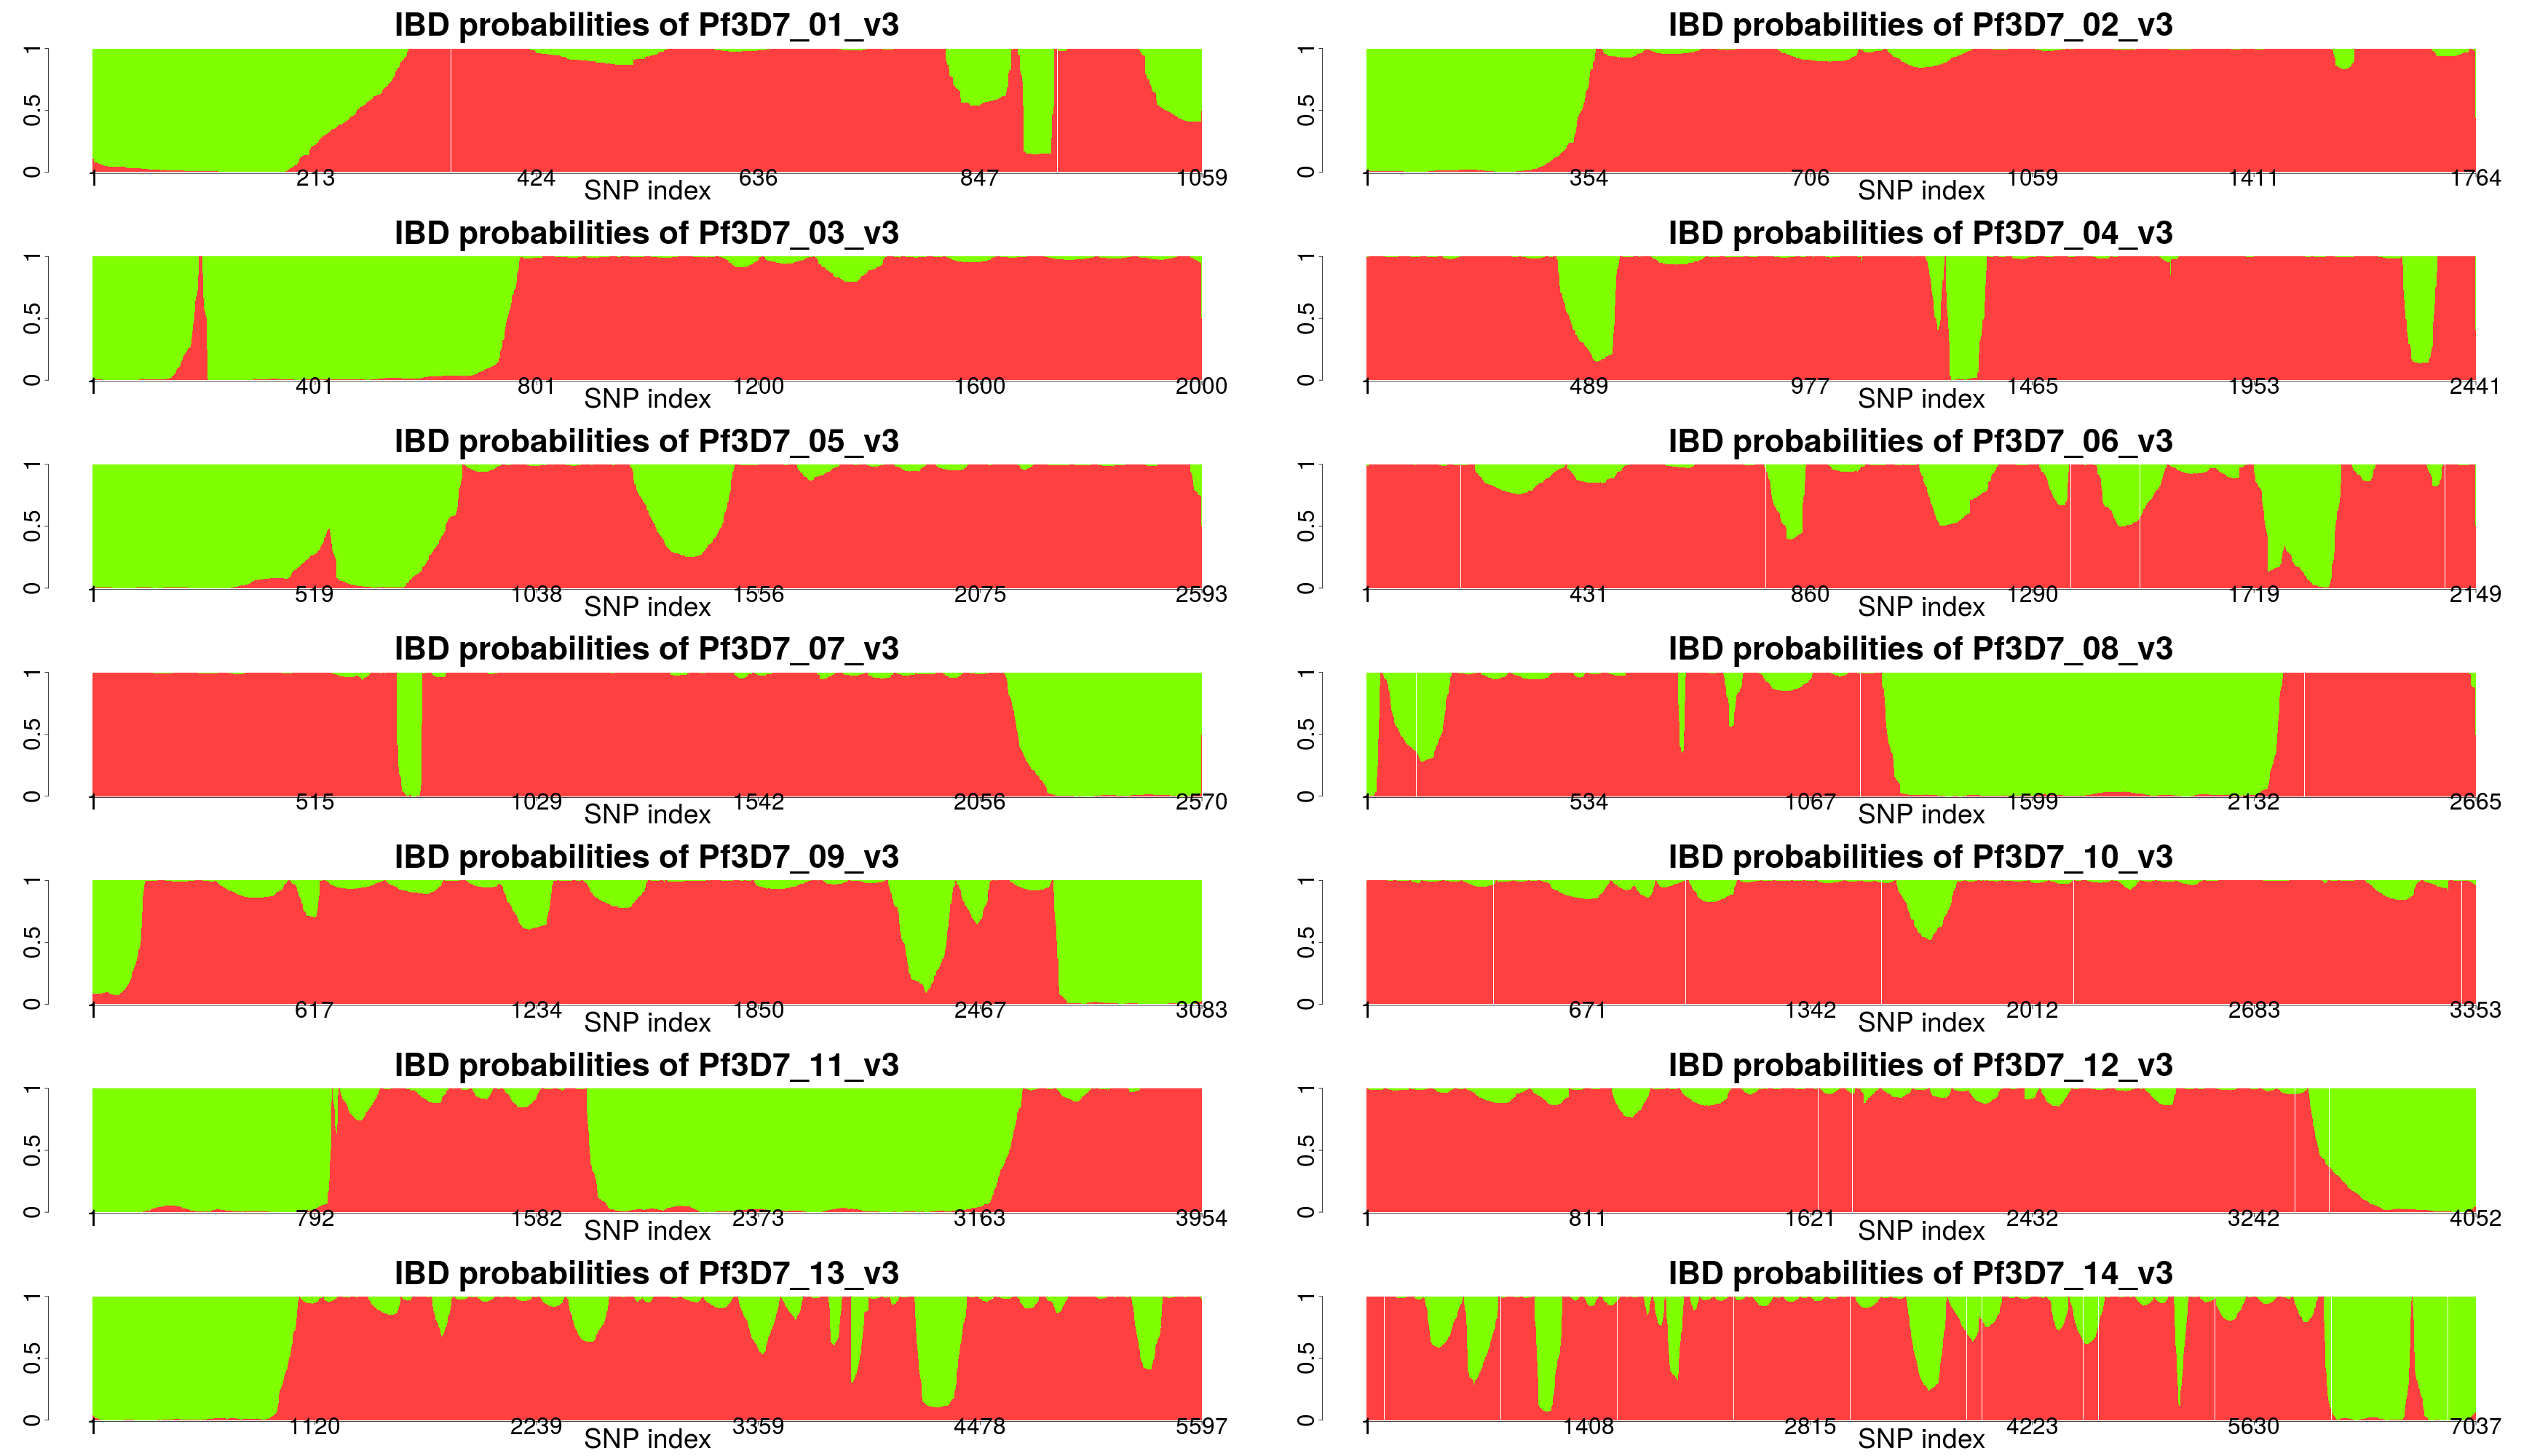 IBD probabilities of Pf3D7_01_v3
0 0.5 1
1 213 424 636 847 1059
SNP index
IBD probabilities of Pf3D7_02_v3
0 0.5 1
1 354 706 1059 1411 1764
SNP index
IBD probabilities of Pf3D7_03_v3
0 0.5 1
1 401 801 1200 1600 2000
SNP index
IBD probabilities of Pf3D7_04_v3
0 0.5 1
1 489 977 1465 1953 2441
SNP index
IBD probabilities of Pf3D7_05_v3
0 0.5 1
1 519 1038 1556 2075 2593
SNP index
IBD probabilities of Pf3D7_06_v3
0 0.5 1
1 431 860 1290 1719 2149
SNP index
IBD probabilities of Pf3D7_07_v3
0 0.5 1
1 515 1029 1542 2056 2570
SNP index
IBD probabilities of Pf3D7_08_v3
0 0.5 1
1 534 1067 1599 2132 2665
SNP index
IBD probabilities of Pf3D7_09_v3
0 0.5 1
1 617 1234 1850 2467 3083
SNP index
IBD probabilities of Pf3D7_10_v3
0 0.5 1
1 671 1342 2012 2683 3353
SNP index
IBD probabilities of Pf3D7_11_v3
0 0.5 1
1 792 1582 2373 3163 3954
SNP index
IBD probabilities of Pf3D7_12_v3
0 0.5 1
1 811 1621 2432 3242 4052
SNP index
IBD probabilities of Pf3D7_13_v3
0 0.5 1
1 1120 2239 3359 4478 5597
SNP index
IBD probabilities of Pf3D7_14_v3
0 0.5 1
1 1408 2815 4223 5630 7037
SNP index